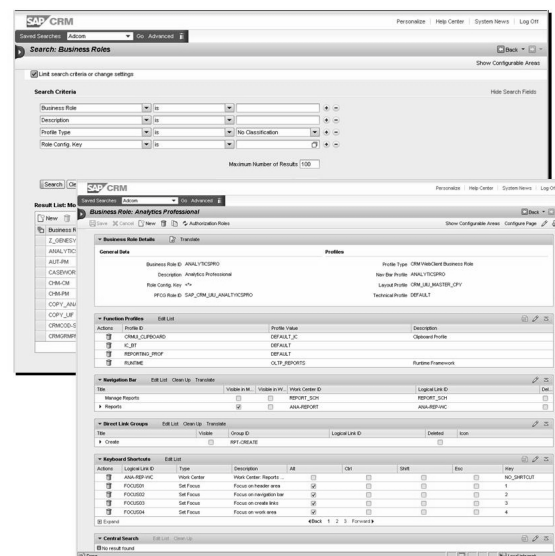 SAP CRM
Personalize | Help Center | System News | Log Off
Saved Searches Adcom Go Advanced
Search: Business Roles Back
Show Configurable Areas
Limit search criteria or change settings
Search Criteria Hide Search Fields
Business Role is
Description is
Profile Type is No Classification
Role Config. Key is
Maximum Number of Results 100
Search
Result List:
New
Z_GENESY
ANALYTIC
AUT-PM
CASEWOR
CHM-CM
CHM-PM
COPY_ANA
COPY_UIF
CRMCOD-S
CRMGRMP
SAP CRM
Personalize | Help Center | System News | Log Off
Saved Searches Adcom Go Advanced
Business Role: Analytics Professional Back
Save Cancel New Authorization Roles Show Configurable Areas Configure Page
Business Role Details Translate
General Data Profiles
Business Role ID ANALYTICSPRO Profile Type CRM WebClient Business Role
Description Analytics Professional Nav Bar Profile ANALYTICSPRO
Role Config. Key <*> Layout Profile CRM_UIU_MASTER_CFY
PFCG Role ID SAP_CRM_UIU_ANALTYICSPRO Technical Profile DEFAULT
Function Profiles Edit List
Actions Profile ID Profile Value Description
CRMUI_CLIPBOARD DEFAULT_IC Clipboard Profile
IC_BT DEFAULT
REPORTING_PROF DEFAULT
RUNTIME OLTP_REPORTS Runtime Framework
Navigation Bar Edit List Clean Up Translate
Title Visible in M... Visible in W... Work Center ID Logical Link ID Del...
Manage Reports REPORT_SCH REPORT_SCH
Reports ANA-REPORT ANA-REP-WC
Direct Link Groups Edit List Clean Up Translate
Title Visible Group ID Logical Link ID Deleted Icon
Create RPT-CREATE
Keyboard Shortcuts Edit List
Actions Logical Link ID Type Description Alt Ctrl Shift Esc Key
ANA-REP-WC Work Center Work Center: Reports ... NO_SHRTCUT
FOCUS01 Set Focus Focus on header area 1
FOCUS02 Set Focus Focus on navigation bar 2
FOCUS03 Set Focus Focus on create links 3
FOCUS04 Set Focus Focus on work area 4
Expand Back 1 2 3 Forward
Central Search Edit List Clean Up
No result found